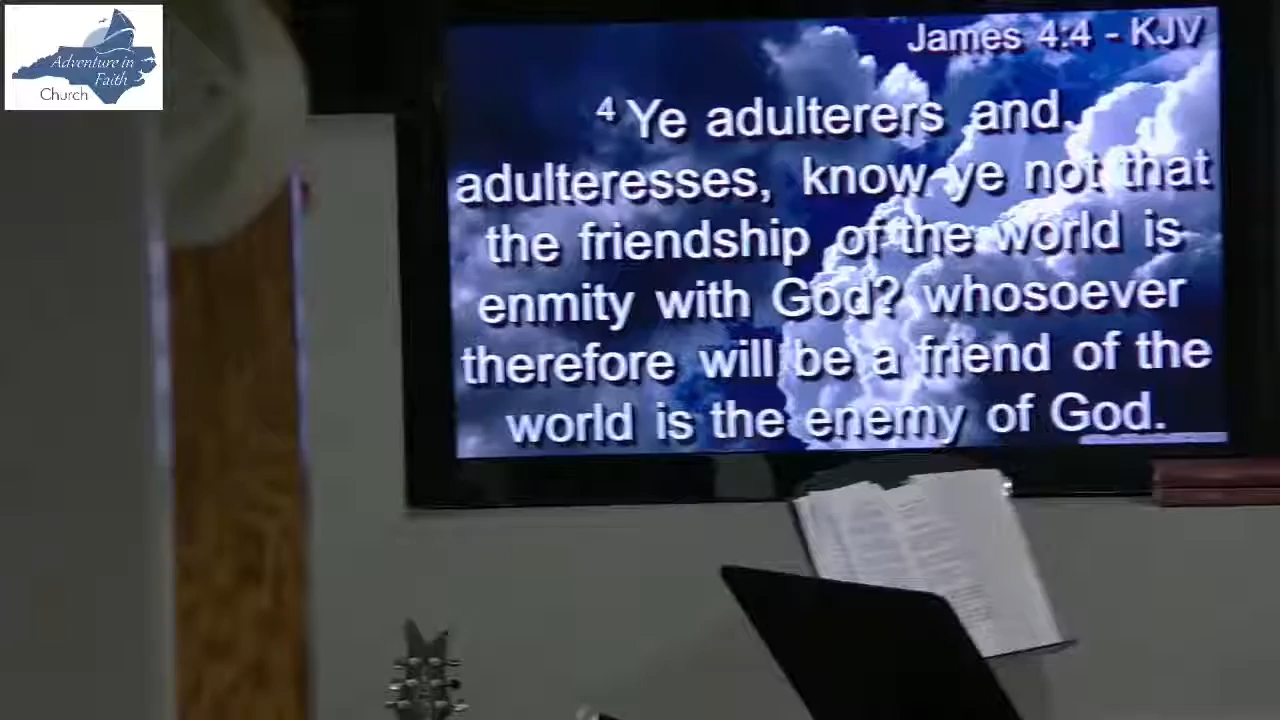 Adventure in
Faith
Church
James 4:4 - KJV
4 Ye adulterers and
adulteresses, know ye not that
the friendship of the world is
enmity with God? whosoever
therefore will be a friend of the
world is the enemy of God.